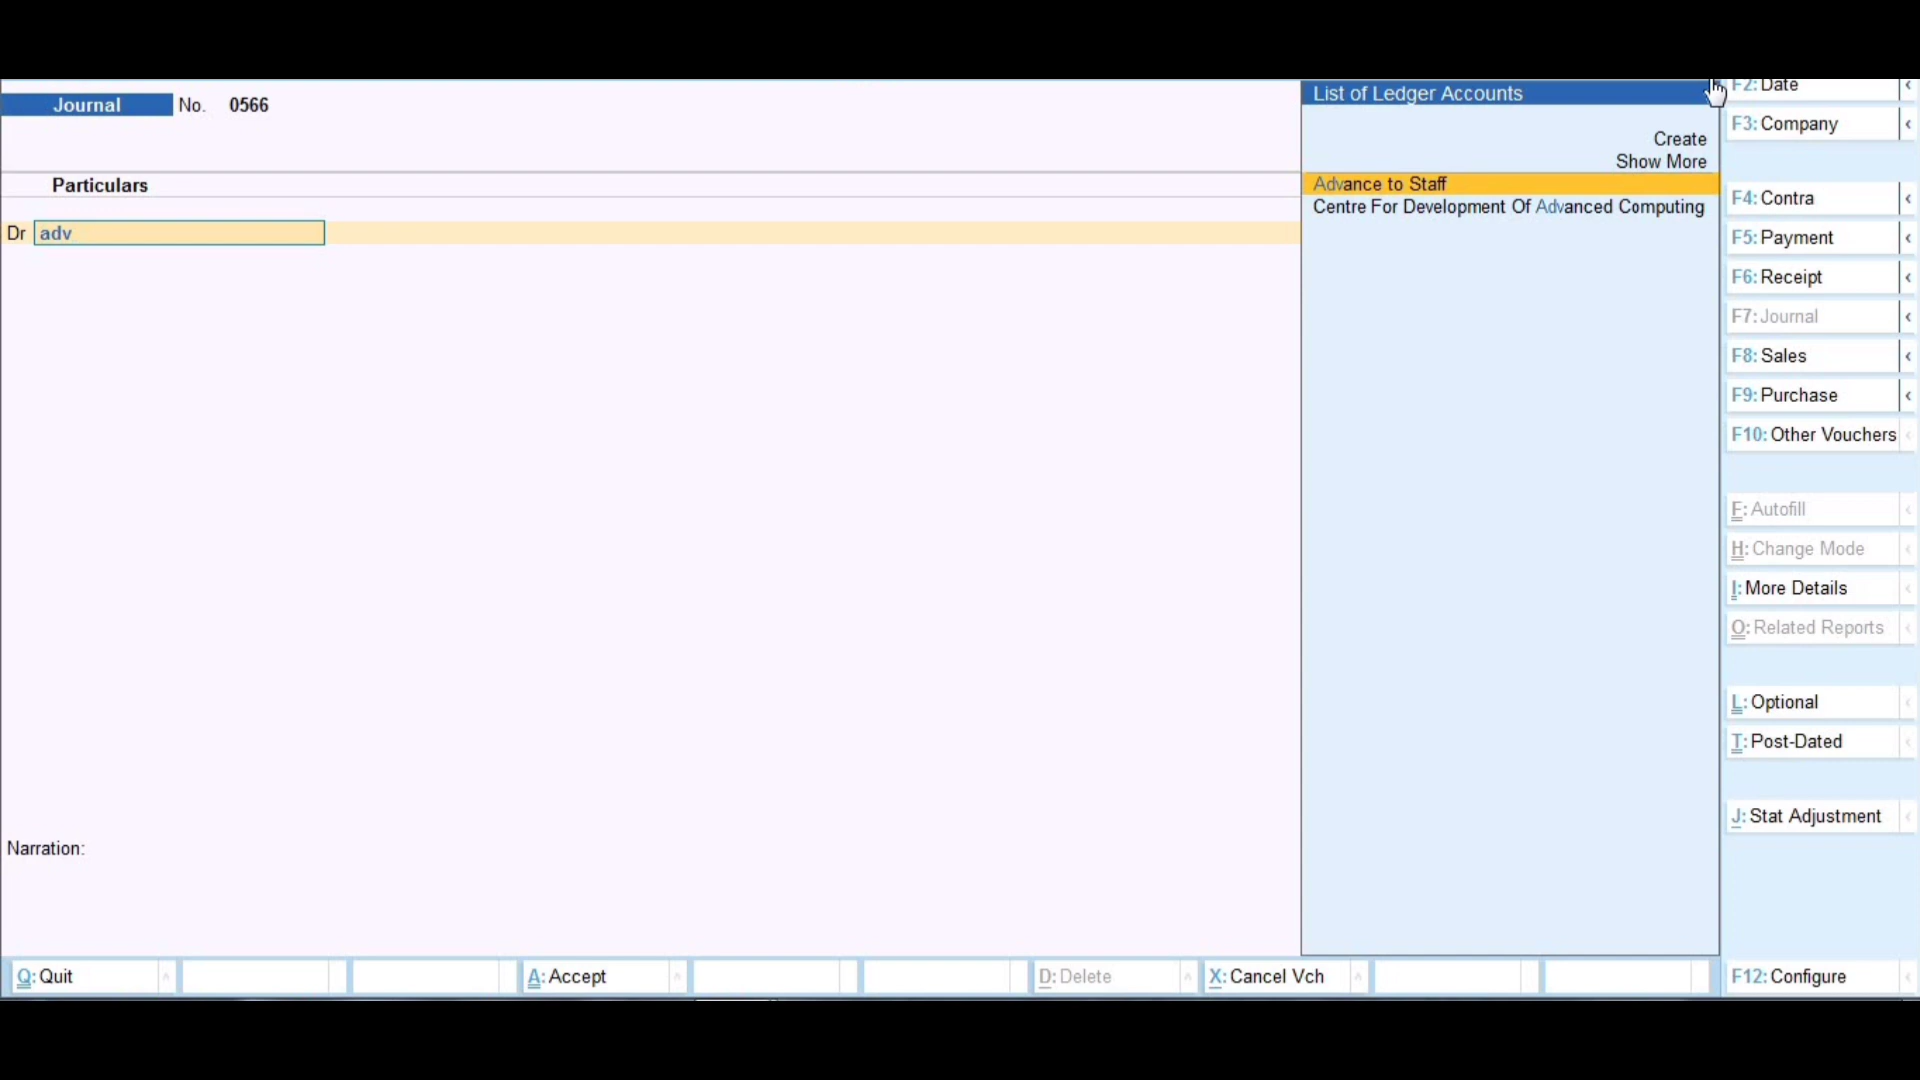 Journal No. 0566
Particulars
Dr adv
Narration:
List of Ledger Accounts
Create
Show More
Advance to Staff
Centre For Development Of Advanced Computing
F2: Date
F3: Company
F4: Contra
F5: Payment
F6: Receipt
F7: Journal
F8: Sales
F9: Purchase
F10: Other Vouchers
F: Autofill
H: Change Mode
I: More Details
O: Related Reports
L: Optional
T: Post-Dated
J: Stat Adjustment
Q: Quit
A: Accept
D: Delete
X: Cancel Vch
F12: Configure